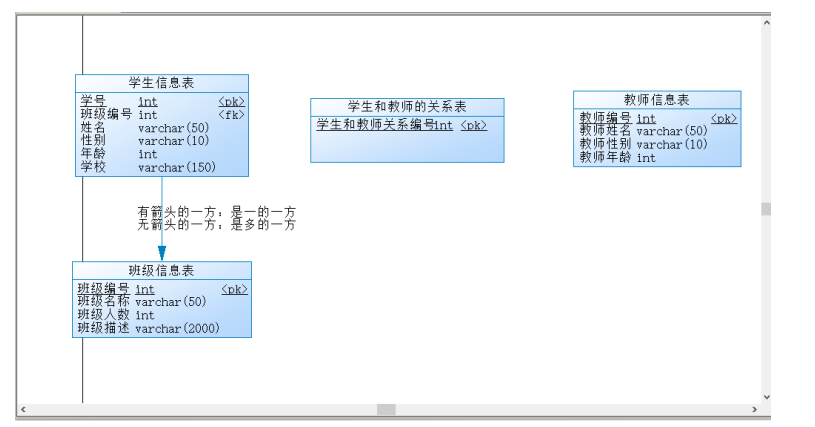 学生信息表
学号 int <pk>
班级编号 int <fk>
姓名 varchar(50)
性别 varchar(10)
年龄 int
学校 varchar(150)
学生和教师的关系表
学生和教师关系编号int <pk>
教师信息表
教师编号 int <pk>
教师姓名 varchar(50)
教师性别 varchar(10)
教师年龄 int
有箭头的一方：是一的一方
无箭头的一方：是多的一方
班级信息表
班级编号 int <pk>
班级名称 varchar(50)
班级人数 int
班级描述 varchar(2000)